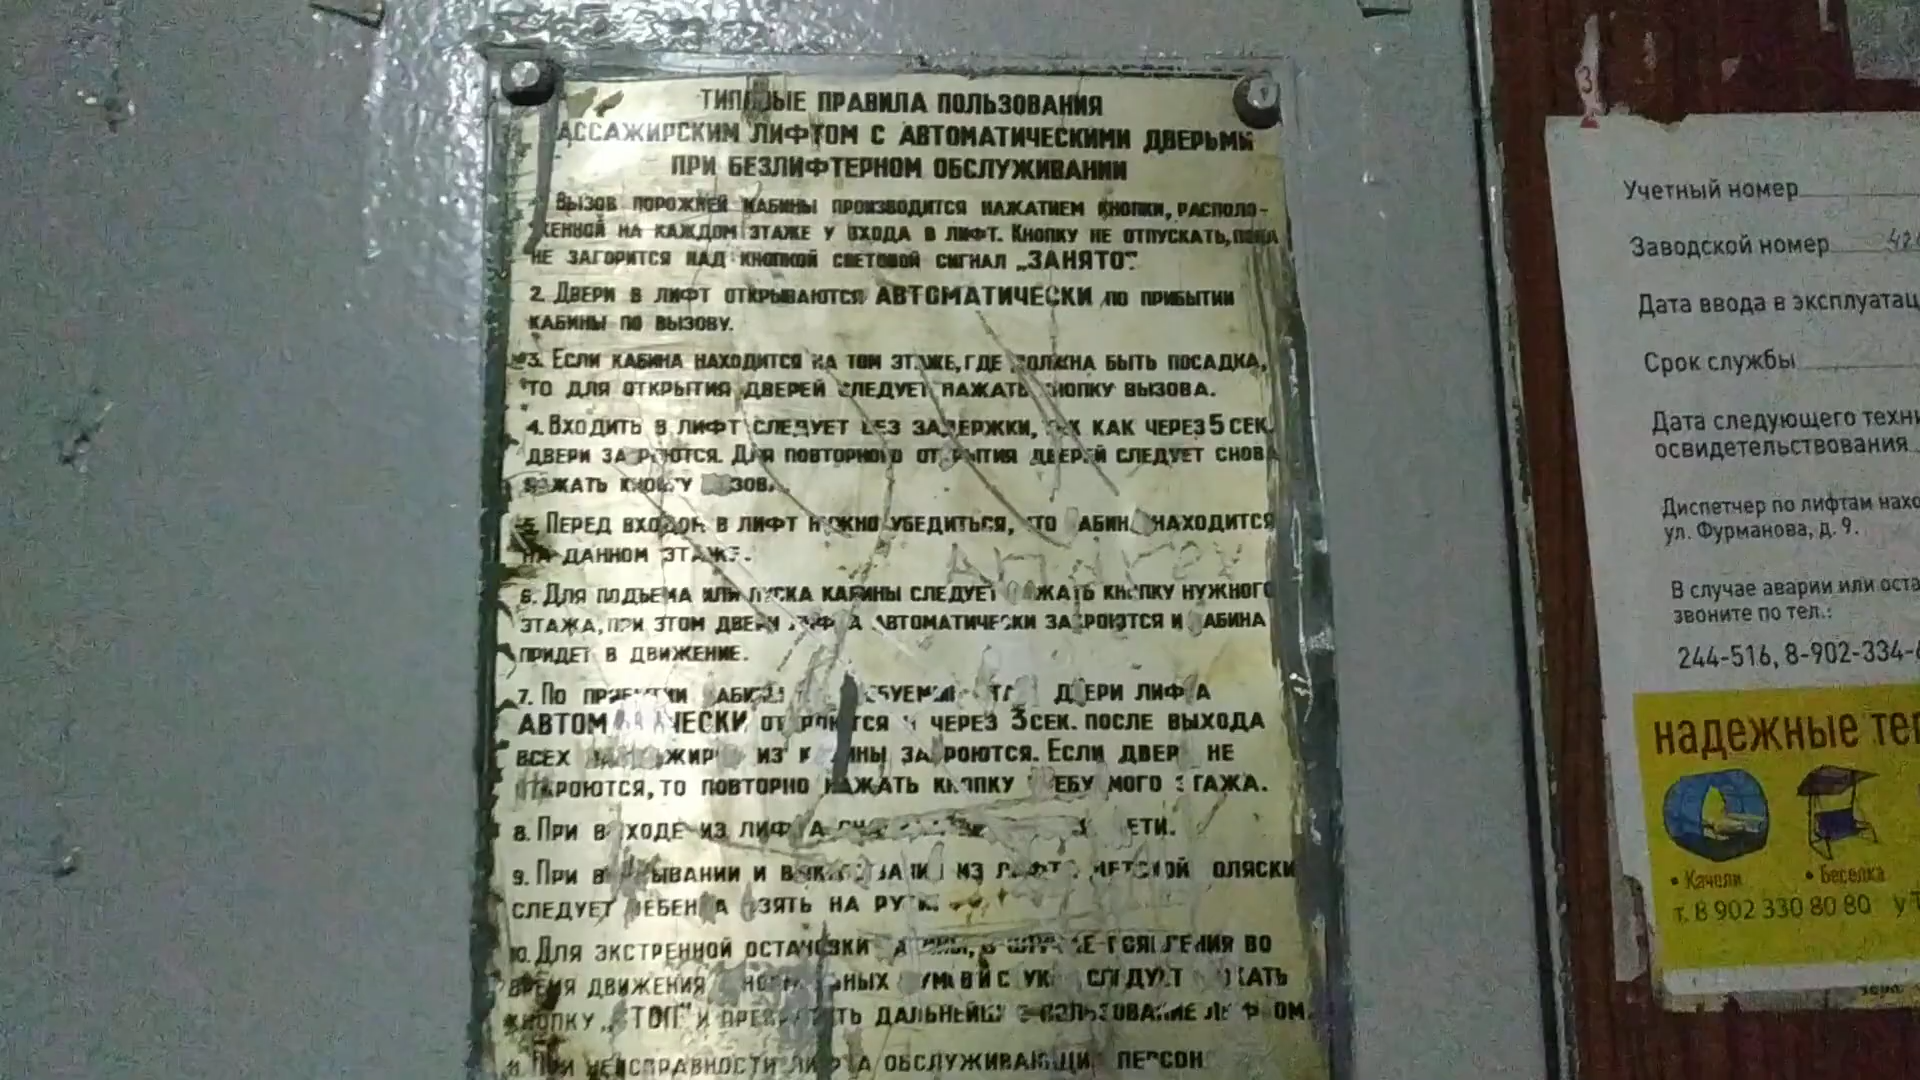 ТИПОВЫЕ ПРАВИЛА ПОЛЬЗОВАНИЯ
АССАЖИРСКИМ ЛИФТОМ С АВТОМАТИЧЕСКИМИ ДВЕРЬМИ
ПРИ БЕЗЛИФТЕРНОМ ОБСЛУЖИВАНИИ
ВЫЗОВ ПОРОЖНЕЙ КАБИНЫ ПРОИЗВОДИТСЯ НАЖАТИЕМ КНОПКИ, РАСПОЛО-
ЖЕННОЙ НА КАЖДОМ ЭТАЖЕ У ВХОДА В ЛИФТ. КНОПКУ НЕ ОТПУСКАТЬ, ПОКА
НЕ ЗАГОРИТСЯ НАД КНОПКОЙ СВЕТОВОЙ СИГНАЛ „ЗАНЯТО".
2. ДВЕРИ В ЛИФТ ОТКРЫВАЮТСЯ АВТОМАТИЧЕСКИ ПО ПРИБЫТИИ
КАБИНЫ ПО ВЫЗОВУ.
3. ЕСЛИ КАБИНА НАХОДИТСЯ НА ТОМ ЭТАЖЕ, ГДЕ ДОЛЖНА БЫТЬ ПОСАДКА,
ТО ДЛЯ ОТКРЫТИЯ ДВЕРЕЙ СЛЕДУЕТ НАЖАТЬ КНОПКУ ВЫЗОВА.
4. ВХОДИТЬ В ЛИФТ СЛЕДУЕТ БЕЗ ЗАДЕРЖКИ, ТАК КАК ЧЕРЕЗ 5 СЕК.
ДВЕРИ ЗАКРОЮТСЯ. ДЛЯ ПОВТОРНОГО ОТКРЫТИЯ ДВЕРЕЙ СЛЕДУЕТ СНОВА
НАЖАТЬ КНОПКУ ВЫЗОВА.
5. ПЕРЕД ВХОДОМ В ЛИФТ НУЖНО УБЕДИТЬСЯ, ЧТО КАБИНА НАХОДИТСЯ
НА ДАННОМ ЭТАЖЕ.
6. ДЛЯ ПОДЪЕМА ИЛИ ПУСКА КАБИНЫ СЛЕДУЕТ НАЖАТЬ КНОПКУ НУЖНОГО
ЭТАЖА, ПРИ ЭТОМ ДВЕРИ ЛИФТА АВТОМАТИЧЕСКИ ЗАКРОЮТСЯ И КАБИНА
ПРИДЕТ В ДВИЖЕНИЕ.
7. ПО ПРИБЫТИИ КАБИНЫ ДВЕРИ ЛИФТА
АВТОМАТИЧЕСКИ ОТКРОЮТСЯ И ЧЕРЕЗ 3 СЕК. ПОСЛЕ ВЫХОДА
ВСЕХ ПАССАЖИРОВ ИЗ КАБИНЫ ЗАКРОЮТСЯ. ЕСЛИ ДВЕРИ НЕ
ТО ПОВТОРНО НАЖАТЬ КНОПКУ ТРЕБУЕМОГО ЭТАЖА.
8. ПРИ ВЫХОДЕ ИЗ ЛИФТА ДЕТИ.
9. ПРИ И ИЗ ЛИФТА ДЕТСКОЙ КОЛЯСКИ
СЛЕДУЕТ РЕБЕНКА ВЗЯТЬ НА РУКИ.
10. ДЛЯ ЭКСТРЕННОЙ ОСТАНОВКИ КАБИНЫ, В СЛУЧАЕ ПОЯВЛЕНИЯ ВО
ВРЕМЯ ДВИЖЕНИЯ СЛЕДУЕТ НАЖАТЬ
КНОПКУ „СТОП" И ПРЕКРАТИТЬ ДАЛЬНЕЙШЕЕ ПОЛЬЗОВАНИЕ ЛИФТОМ.
11. ПРИ НЕИСПРАВНОСТИ ЛИФТА ОБСЛУЖИВАЮЩИЙ ПЕРСОН
Учетный номер
Заводской номер
Дата ввода в эксплуатац
Срок службы
Дата следующего техни
освидетельствования
Диспетчер по лифтам нахо
ул. Фурманова, д. 9.
В случае аварии или оста
звоните по тел.:
244-516, 8-902-334-
надежные теп
• Качели • Беседка
т. 8 902 330 80 80